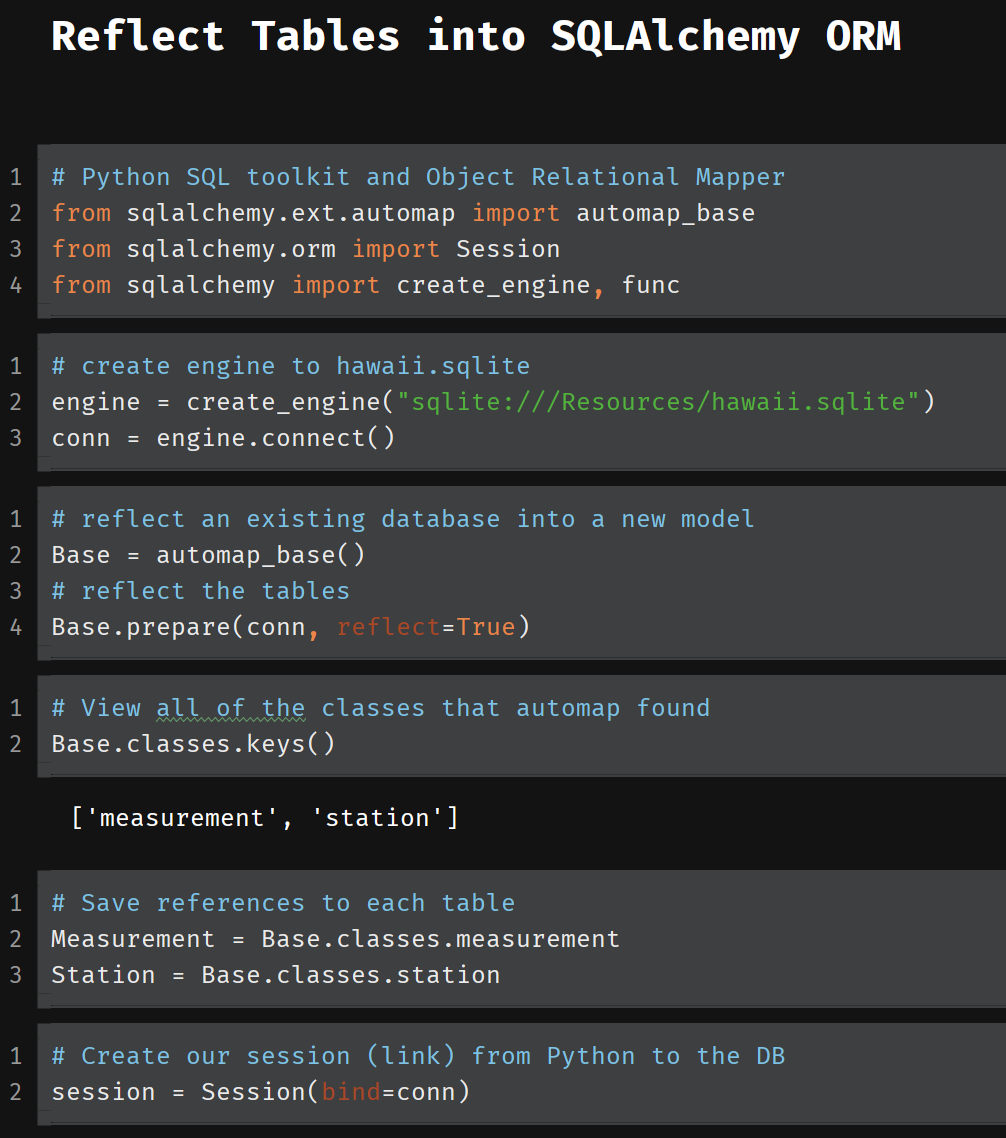 Reflect Tables into SQLAlchemy ORM
1 # Python SQL toolkit and Object Relational Mapper
2 from sqlalchemy.ext.automap import automap_base
3 from sqlalchemy.orm import Session
4 from sqlalchemy import create_engine, func
1 # create engine to hawaii.sqlite
2 engine = create_engine("sqlite:///Resources/hawaii.sqlite")
3 conn = engine.connect()
1 # reflect an existing database into a new model
2 Base = automap_base()
3 # reflect the tables
4 Base.prepare(conn, reflect=True)
1 # View all of the classes that automap found
2 Base.classes.keys()
['measurement', 'station']
1 # Save references to each table
2 Measurement = Base.classes.measurement
3 Station = Base.classes.station
1 # Create our session (link) from Python to the DB
2 session = Session(bind=conn)